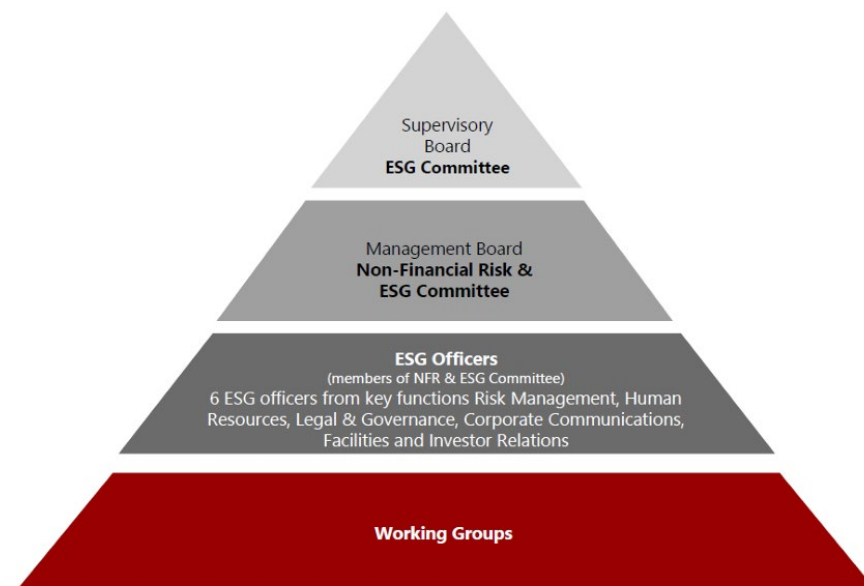 Supervisory
Board
ESG Committee
Management Board
Non-Financial Risk &
ESG Committee
ESG Officers
(members of NFR & ESG Committee)
6 ESG officers from key functions Risk Management, Human
Resources, Legal & Governance, Corporate Communications,
Facilities and Investor Relations
Working Groups